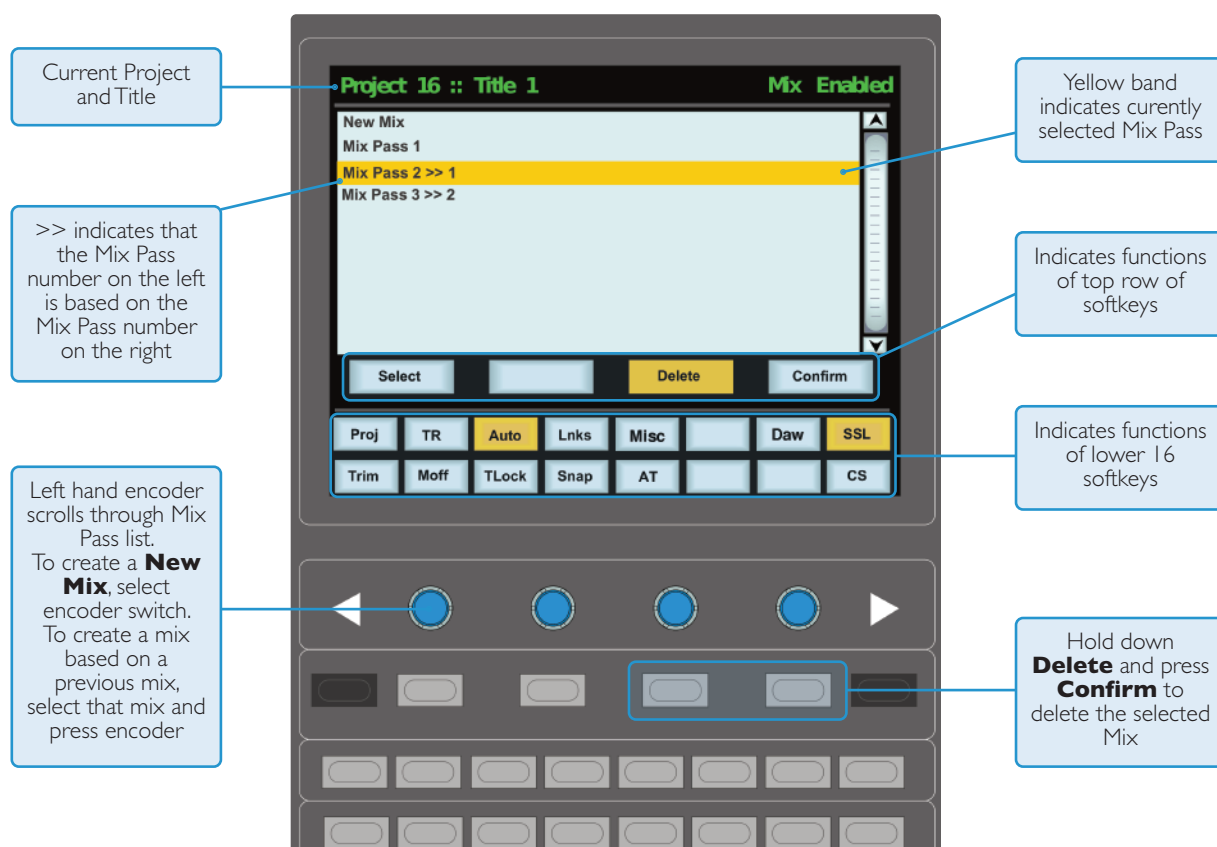 Current Project
and Title
>> indicates that
the Mix Pass
number on the left
is based on the
Mix Pass number
on the right
Left hand encoder
scrolls through Mix
Pass list.
To create a New
Mix, select
encoder switch.
To create a mix
based on a
previous mix,
select that mix and
press encoder
Project 16 :: Title 1 Mix Enabled
New Mix
Mix Pass 1
Mix Pass 2 >> 1
Mix Pass 3 >> 2
Select Delete Confirm
Proj TR Auto Lnks Misc Daw SSL
Trim Moff TLock Snap AT CS
Yellow band
indicates curently
selected Mix Pass
Indicates functions
of top row of
softkeys
Indicates functions
of lower 16
softkeys
Hold down
Delete and press
Confirm to
delete the selected
Mix